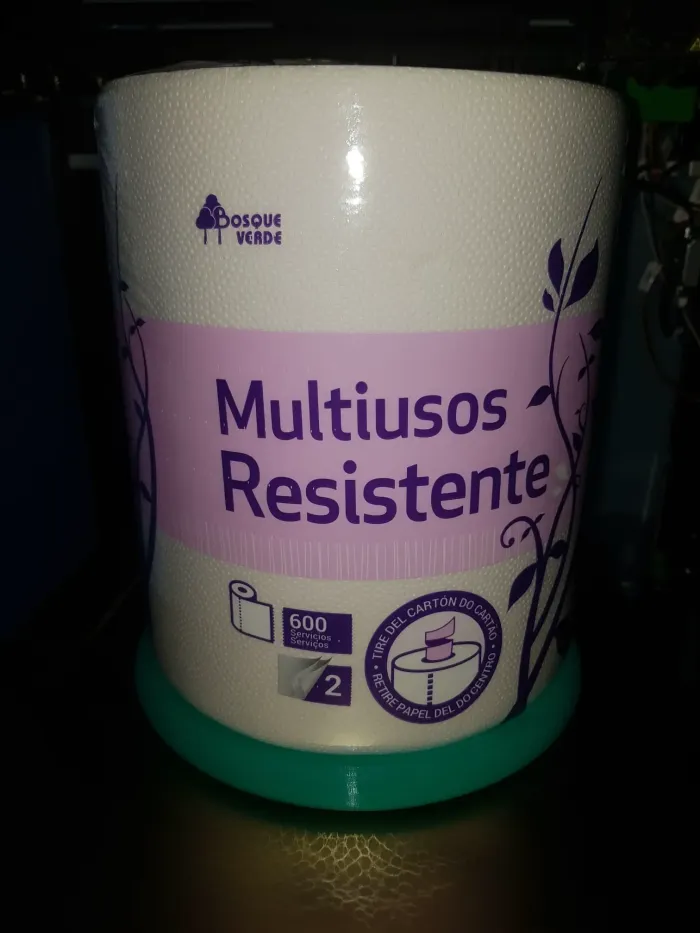 BOSQUE
VERDE
Multiusos
Resistente
600
Servicios
Serviços
2
TIRE DEL CARTÓN DO CARTÃO
RETIRE PAPEL DEL DO CENTRO